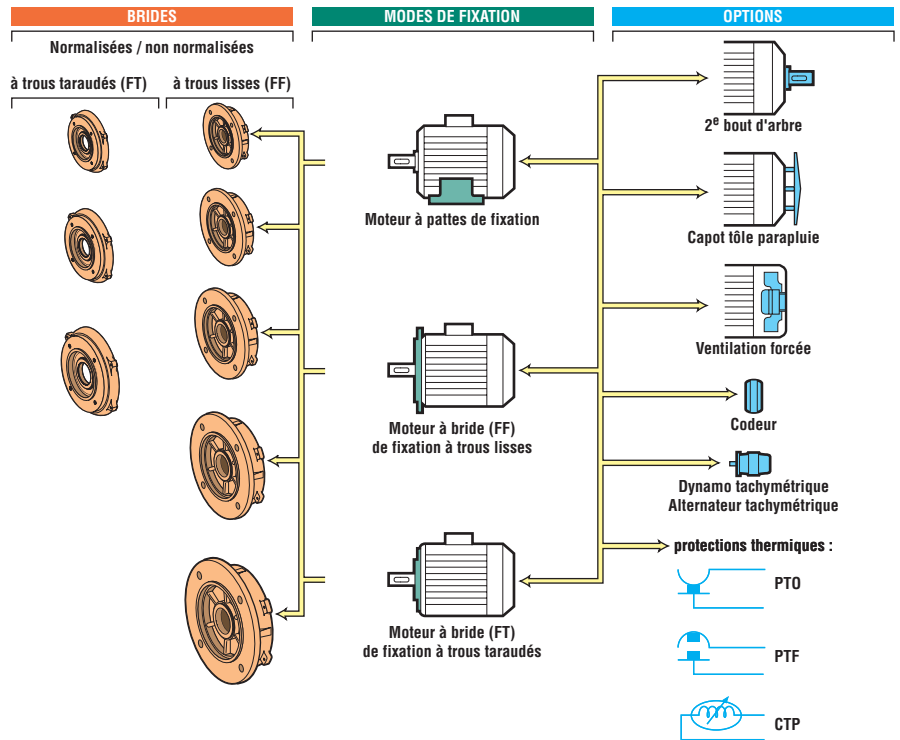 BRIDES
Normalisées / non normalisées
à trous taraudés (FT)
à trous lisses (FF)
MODES DE FIXATION
Moteur à pattes de fixation
Moteur à bride (FF)
de fixation à trous lisses
Moteur à bride (FT)
de fixation à trous taraudés
OPTIONS
2e bout d'arbre
Capot tôle parapluie
Ventilation forcée
Codeur
Dynamo tachymétrique
Alternateur tachymétrique
protections thermiques :
PTO
PTF
CTP